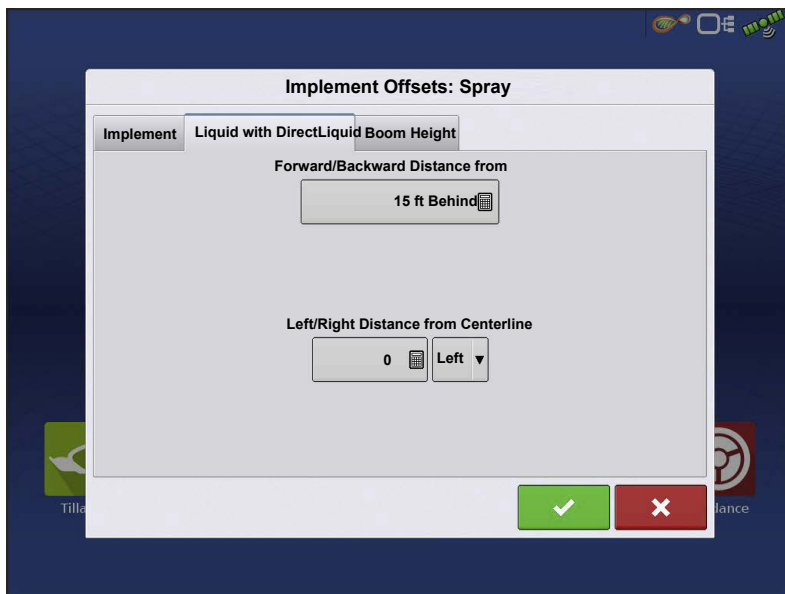 Implement Offsets: Spray
Implement Liquid with DirectLiquid Boom Height
Forward/Backward Distance from
15 ft Behind
Left/Right Distance from Centerline
0 Left
Tilla
dance